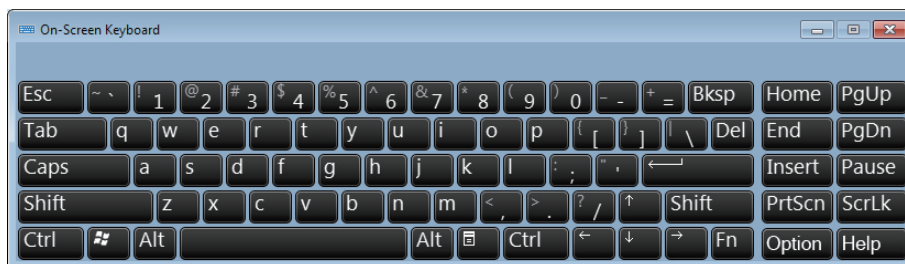 On-Screen Keyboard
Esc ~ ` ! 1 @ 2 # 3 $ 4 % 5 ^ 6 & 7 * 8 ( 9 ) 0 _ - + = Bksp Home PgUp
Tab q w e r t y u i o p { [ } ] | \ Del End PgDn
Caps a s d f g h j k l : ; " ' Insert Pause
Shift z x c v b n m < , > . ? / ↑ Shift PrtScn ScrLk
Ctrl Alt Alt Ctrl ← ↓ → Fn Option Help